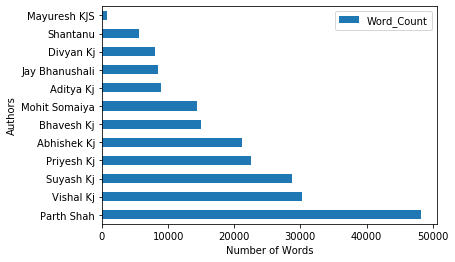 Word_Count
Mayuresh KJS
Shantanu
Divyan Kj
Jay Bhanushali
Aditya Kj
Mohit Somaiya
Bhavesh Kj
Abhishek Kj
Priyesh Kj
Suyash Kj
Vishal Kj
Parth Shah
Authors
0 10000 20000 30000 40000 50000
Number of Words